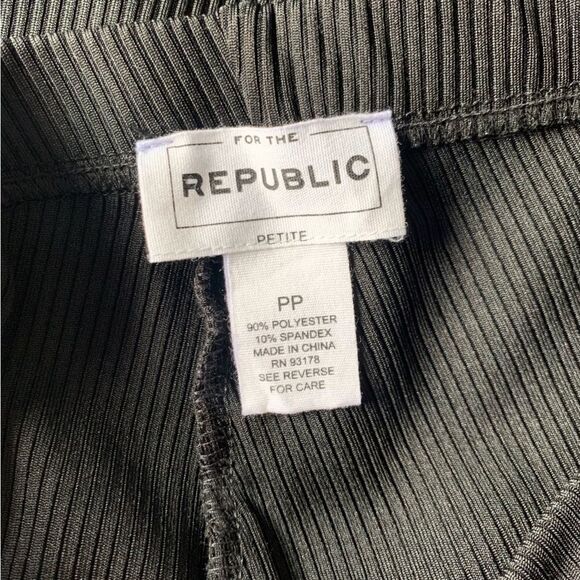 FOR THE
REPUBLIC
PETITE
PP
90% POLYESTER
10% SPANDEX
MADE IN CHINA
RN 93178
SEE REVERSE
FOR CARE